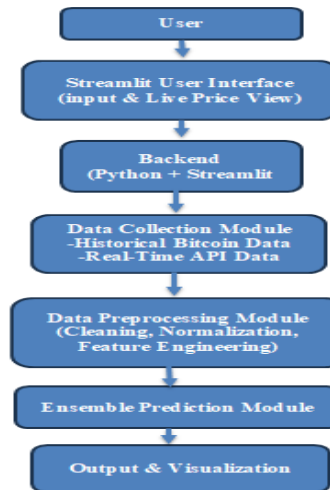 User
Streamlit User Interface
(input & Live Price View)
Backend
(Python + Streamlit
Data Collection Module
-Historical Bitcoin Data
-Real-Time API Data
Data Preprocessing Module
(Cleaning, Normalization,
Feature Engineering)
Ensemble Prediction Module
Output & Visualization